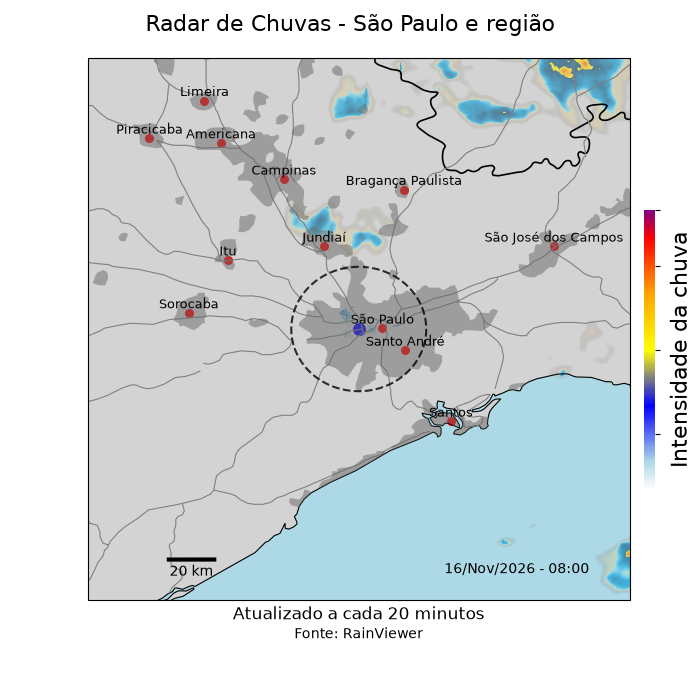 Radar de Chuvas - São Paulo e região
Limeira
Piracicaba
Americana
Campinas
Bragança Paulista
Jundiaí
São José dos Campos
Itu
Sorocaba
São Paulo
Santo André
Santos
Intensidade da chuva
20 km
16/Nov/2026 - 08:00
Atualizado a cada 20 minutos
Fonte: RainViewer